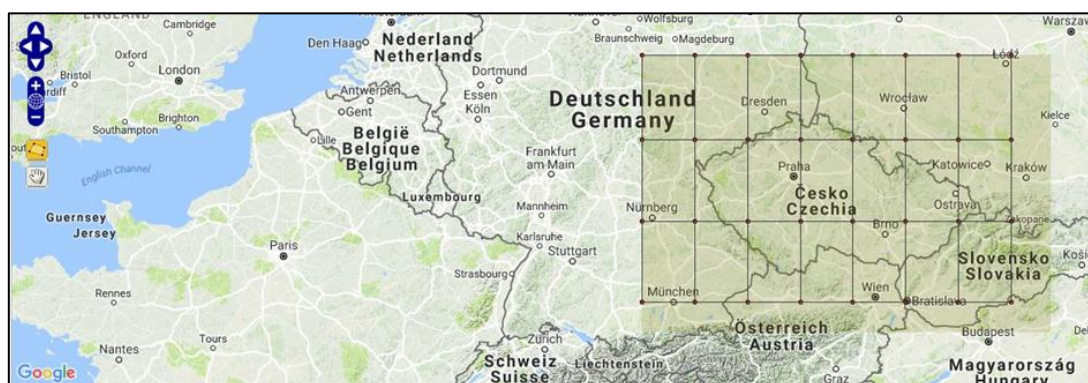 ENGLAND
Cambridge
Oxford
London
Bristol
Cardiff
Southampton
Brighton
English Channel
Guernsey
Jersey
Rennes
Nantes
Tours
Paris
Den Haag
Nederland
Netherlands
Antwerpen
Gent
Lille
België
Belgique
Belgium
Luxembourg
Dortmund
Essen
Köln
Wolfsburg
Braunschweig
Magdeburg
Deutschland
Germany
Frankfurt
am Main
Mannheim
Karlsruhe
Stuttgart
Strasbourg
Nürnberg
München
Dresden
Wrocław
Łódź
Warszawa
Kielce
Praha
Česko
Czechia
Katowice
Kraków
Ostrava
Brno
Zakopane
Slovensko
Slovakia
Wien
Bratislava
Österreich
Austria
Budapest
Magyarország
Hungary
Graz
Zürich
Liechtenstein
Schweiz
Suisse
Google